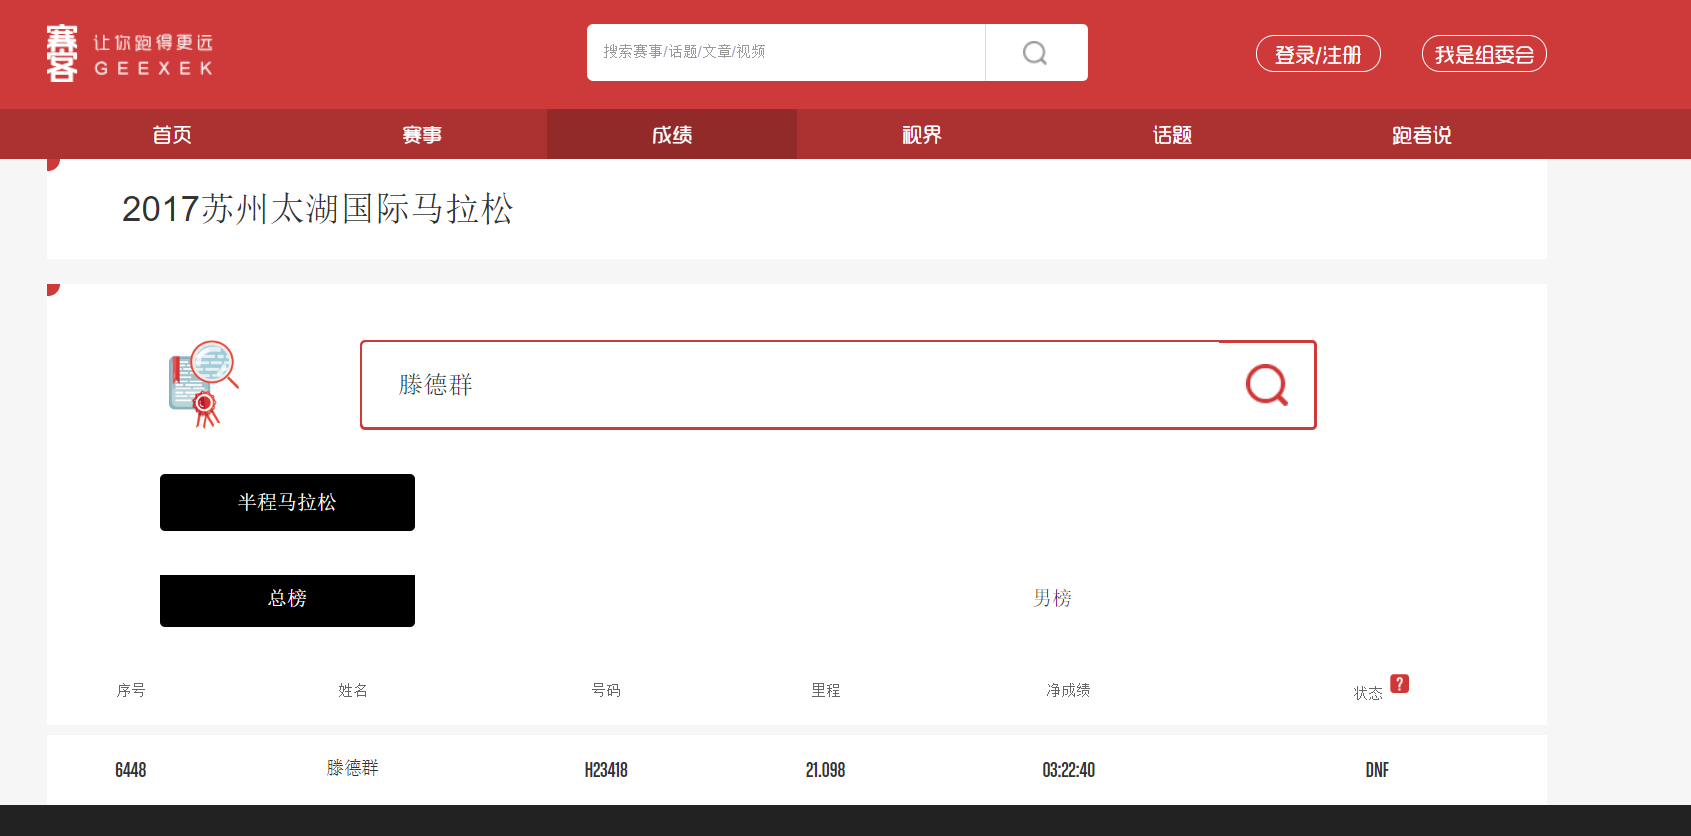 赛客
让你跑得更远
GEEXEK
搜索赛事/话题/文章/视频
登录/注册
我是组委会
首页 赛事 成绩 视界 话题 跑者说
2017苏州太湖国际马拉松
滕德群
半程马拉松
总榜 男榜
序号 姓名 号码 里程 净成绩 状态 ?
6448 滕德群 H23418 21.098 03:22:40 DNF